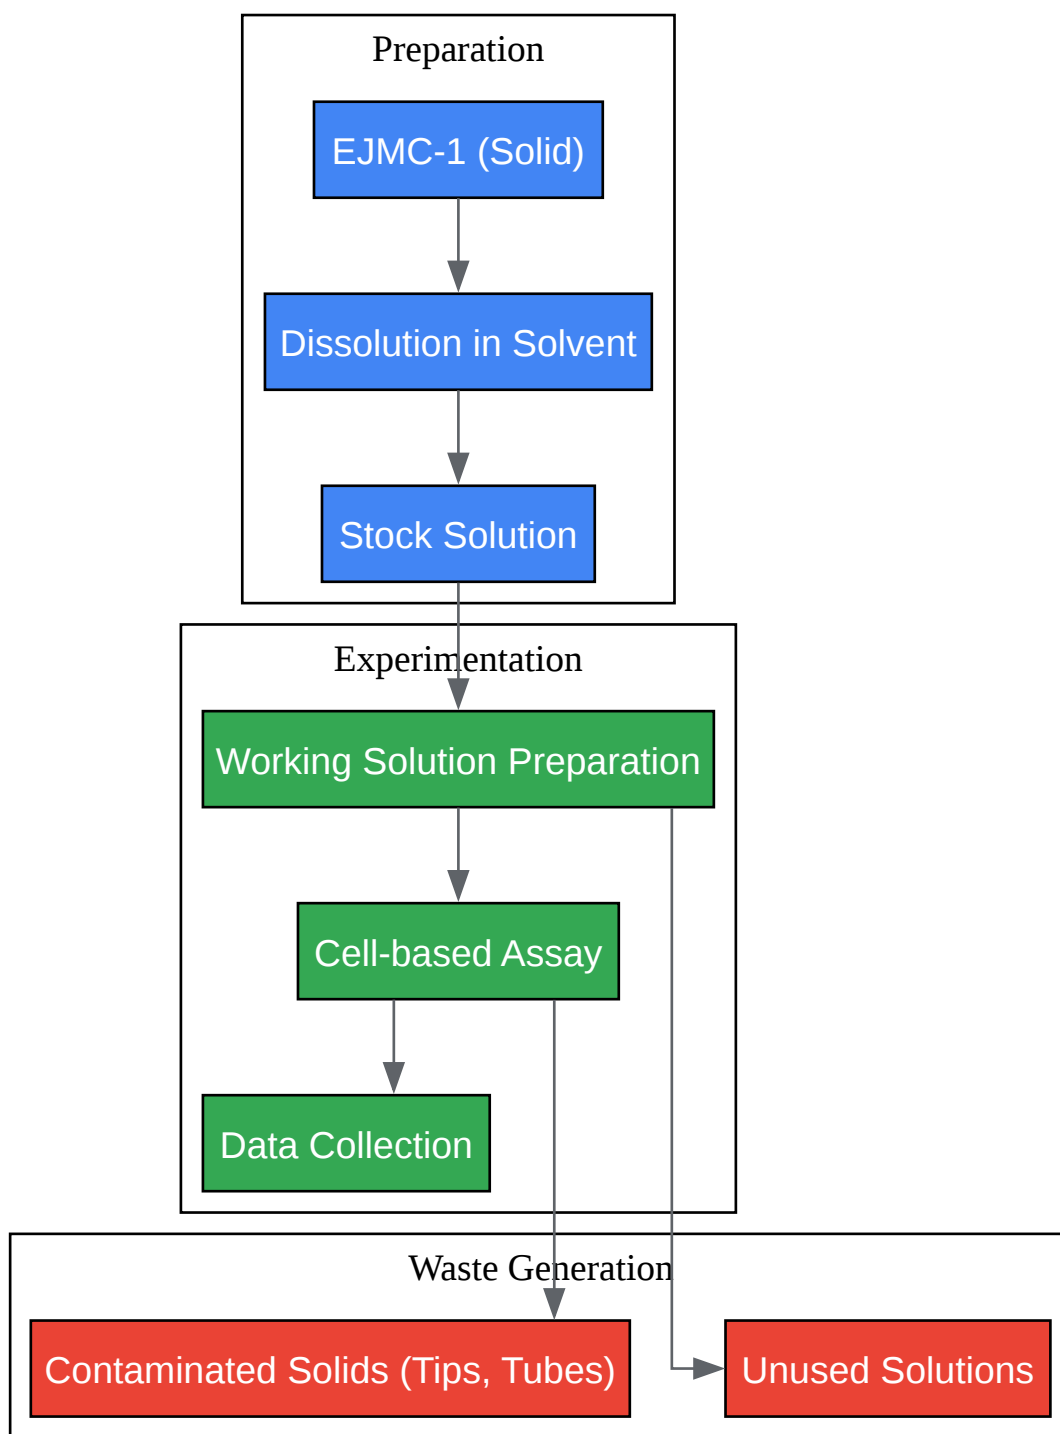 Preparation
EJMC-1 (Solid)
Dissolution in Solvent
Stock Solution
Experimentation
Working Solution Preparation
Cell-based Assay
Data Collection
Waste Generation
Contaminated Solids (Tips, Tubes)
Unused Solutions